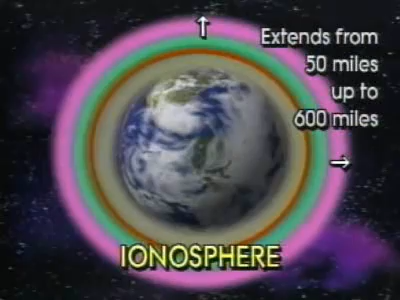 Extends from
50 miles
up to
600 miles
IONOSPHERE